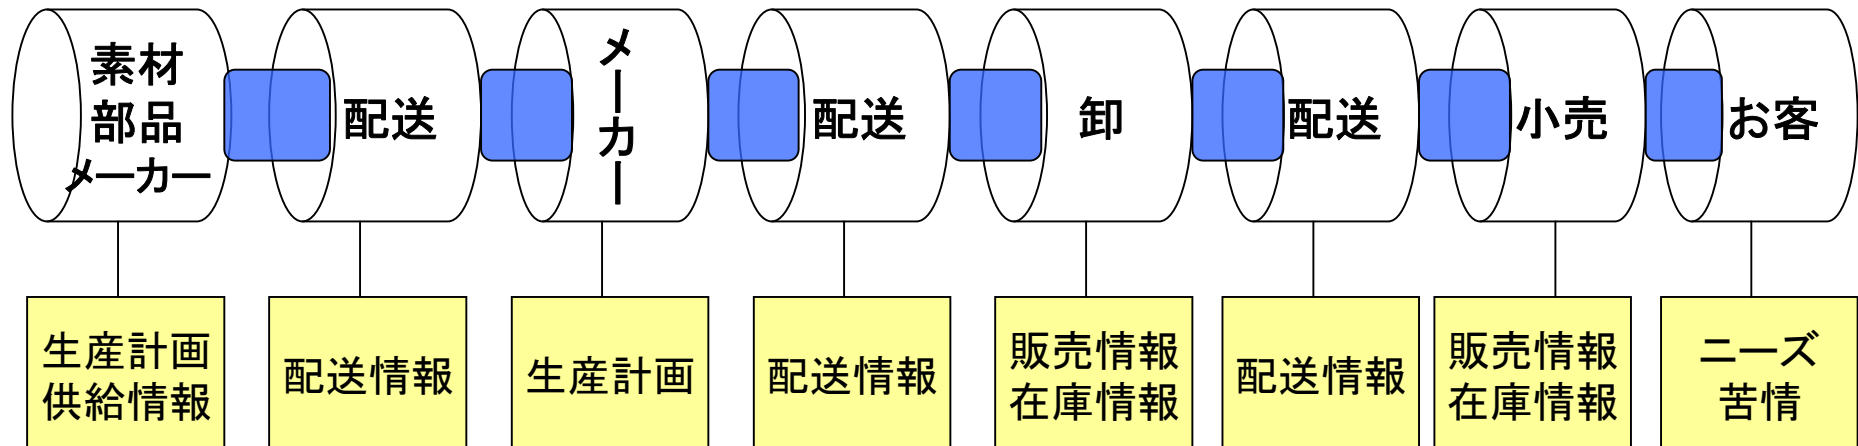 素材
部品
メーカー
配送
メーカー
配送
卸
配送
小売
お客
生産計画
供給情報
配送情報
生産計画
配送情報
販売情報
在庫情報
配送情報
販売情報
在庫情報
ニーズ
苦情